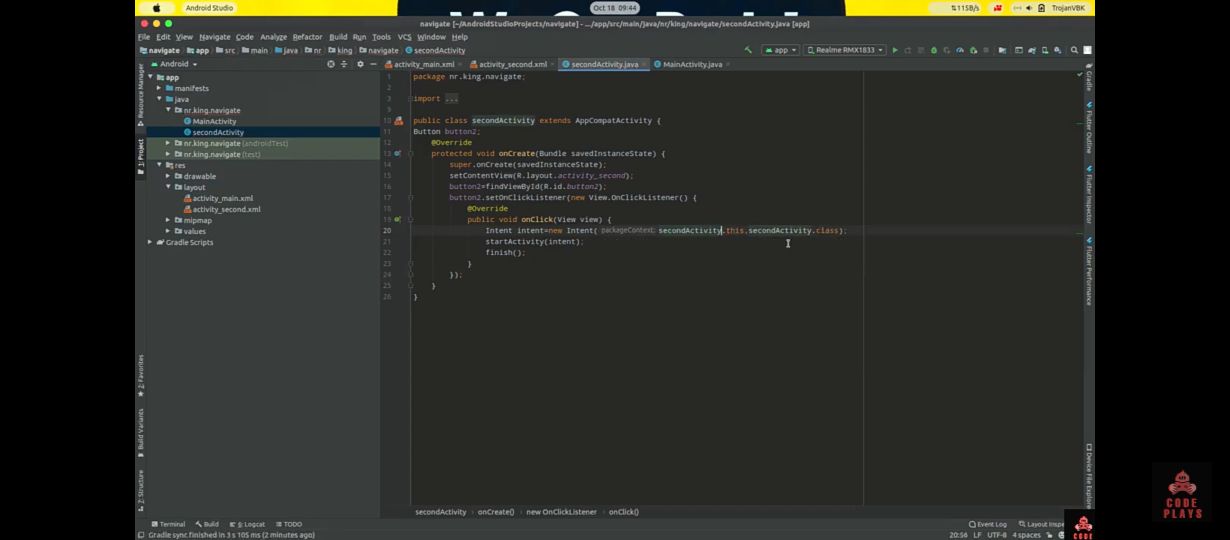 Android Studio
Oct 18 09:44
115B/s
TrojanVBK
navigate [~/AndroidStudioProjects/navigate] - .../app/src/main/java/nr/king/navigate/secondActivity.java [app]
File Edit View Navigate Code Analyze Refactor Build Run Tools VCS Window Help
navigate app src main java nr king navigate secondActivity
app Realme RMX1833
Android
activity_main.xml activity_second.xml secondActivity.java MainActivity.java
Resource Manager
1: Project
2: Favorites
Build Variants
Z: Structure
app
manifests
java
nr.king.navigate
MainActivity
secondActivity
nr.king.navigate (androidTest)
nr.king.navigate (test)
res
drawable
layout
activity_main.xml
activity_second.xml
mipmap
values
Gradle Scripts
1 package nr.king.navigate;
2
3 import ...
9
10 public class secondActivity extends AppCompatActivity {
11 Button button2;
12 @Override
13 protected void onCreate(Bundle savedInstanceState) {
14 super.onCreate(savedInstanceState);
15 setContentView(R.layout.activity_second);
16 button2=findViewById(R.id.button2);
17 button2.setOnClickListener(new View.OnClickListener() {
18 @Override
19 public void onClick(View view) {
20 Intent intent=new Intent( packageContext: secondActivity.this,secondActivity.class);
21 startActivity(intent);
22 finish();
23 }
24 });
25 }
26 }
Gradle
Flutter Outline
Flutter Inspector
Flutter Performance
Device File Explorer
secondActivity onCreate() new OnClickListener onClick()
Terminal Build 6: Logcat TODO
Event Log Layout Inspe
Gradle sync finished in 3 s 105 ms (2 minutes ago)
20:56 LF UTF-8 4 spaces
CODE
CODE
PLAYS